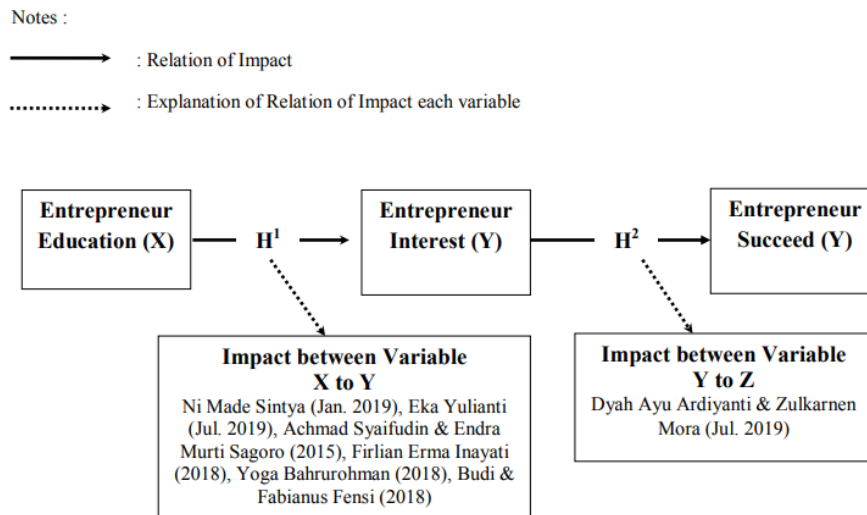 Notes :
: Relation of Impact
: Explanation of Relation of Impact each variable
Entrepreneur
Education (X)
H¹
Entrepreneur
Interest (Y)
H²
Entrepreneur
Succeed (Y)
Impact between Variable
X to Y
Ni Made Sintya (Jan. 2019), Eka Yulianti
(Jul. 2019), Achmad Syaifudin & Endra
Murti Sagoro (2015), Firlian Erma Inayati
(2018), Yoga Bahrurohman (2018), Budi &
Fabianus Fensi (2018)
Impact between Variable
Y to Z
Dyah Ayu Ardiyanti & Zulkarnen
Mora (Jul. 2019)